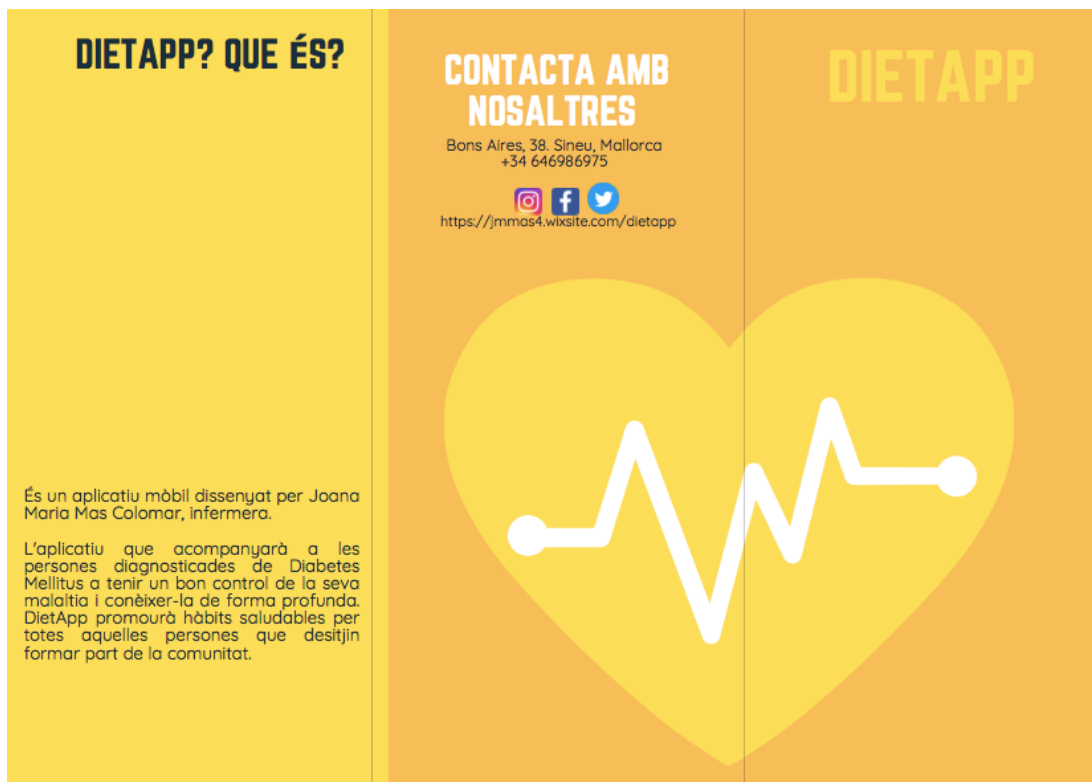 DIETAPP? QUE ÉS?
És un aplicatiu mòbil dissenyat per Joana
Maria Mas Colomar, infermera.
L'aplicatiu que acompanyarà a les
persones diagnosticades de Diabetes
Mellitus a tenir un bon control de la seva
malaltia i conèixer-la de forma profunda.
DietApp promourà hàbits saludables per
totes aquelles persones que desitjin
formar part de la comunitat.
CONTACTA AMB
NOSALTRES
Bons Aires, 38. Sineu, Mallorca
+34 646986975
https://jmmas4.wixsite.com/dietapp
DIETAPP